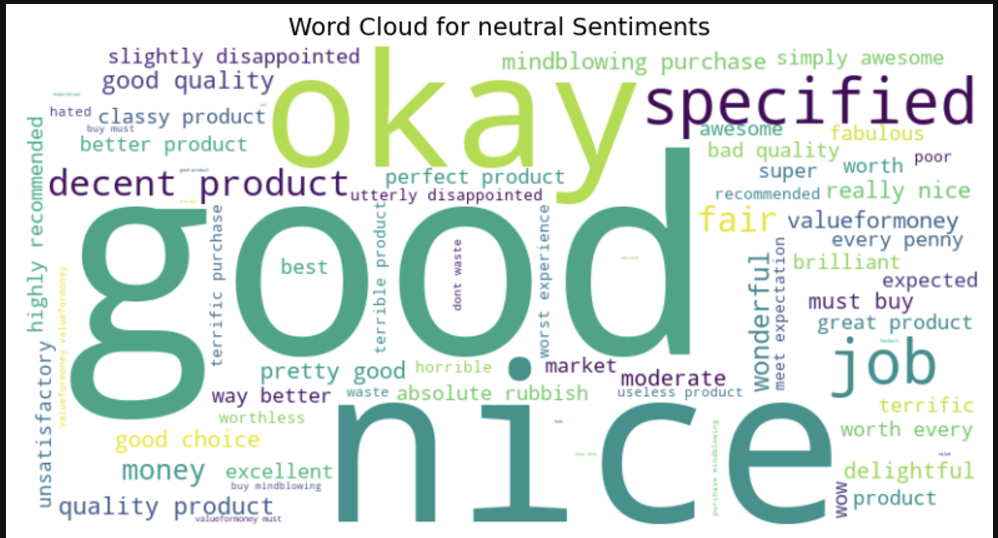 Word Cloud for neutral Sentiments
slightly disappointed
okay
mindblowing purchase
simply awesome
good quality
specified
hated
classy product
buy must
awesome
fabulous
better product
bad quality
worth
poor
decent product
perfect product
super
utterly disappointed
recommended
really nice
highly recommended
good
fair
valueformoney
every penny
terrific purchase
best
terrible product
dont waste
worst experience
wonderful
meet expectation
brilliant
expected
must buy
great product
valueformoney valueformoney
unsatisfactory
pretty good
horrible
market
moderate
job
way better
waste
absolute rubbish
useless product
nice
terrific
worthless
worth every
good choice
money
excellent
buy mindblowing
purchase mindblowing
delightful
wow
product
quality product
valueformoney must